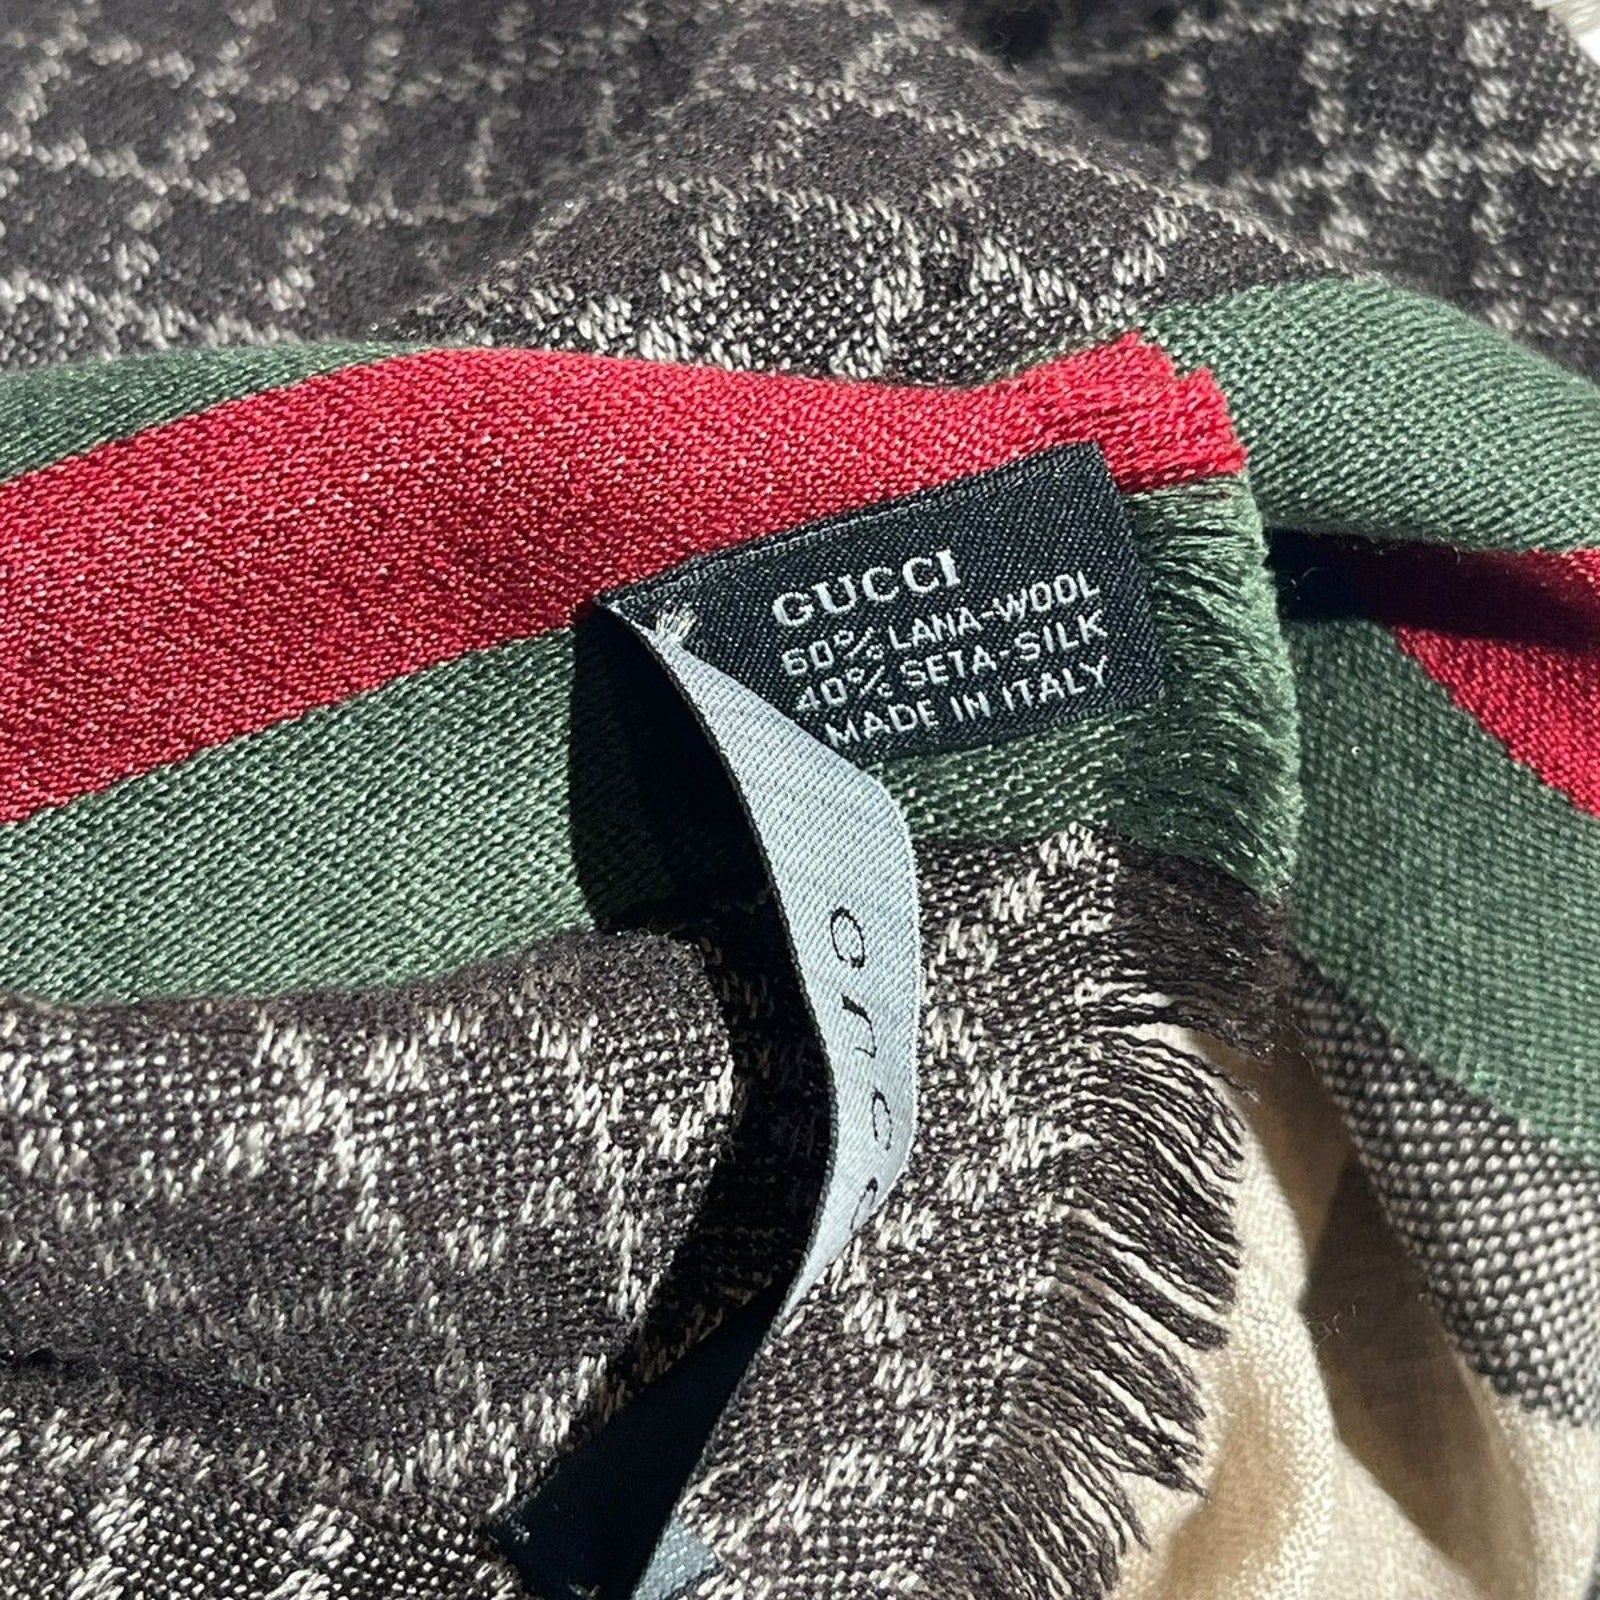 GUCCI
60% LANA-WOOL
40% SETA-SILK
MADE IN ITALY